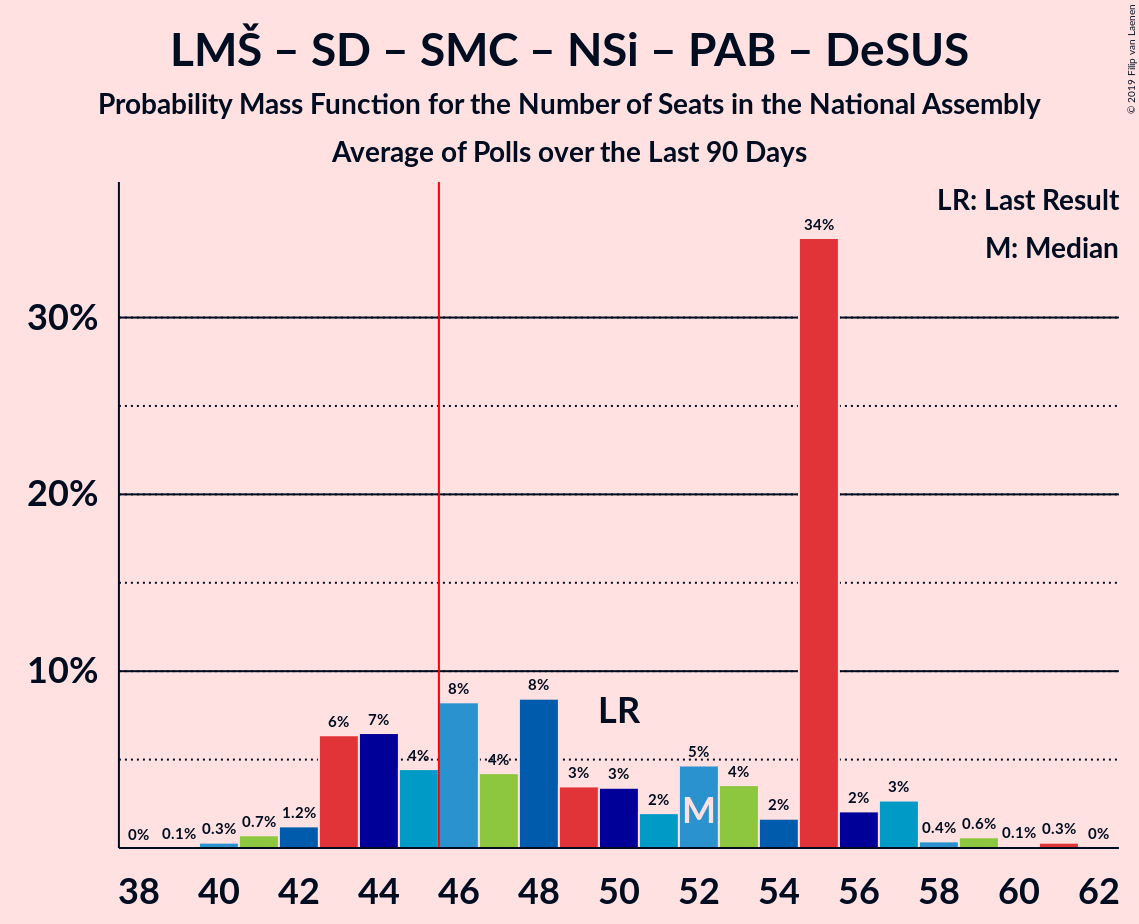 LMŠ – SD – SMC – NSi – PAB – DeSUS
Probability Mass Function for the Number of Seats in the National Assembly
Average of Polls over the Last 90 Days
© 2019 Filip van Laenen
LR: Last Result
M: Median
30%
20%
10%
0% 0.1% 0.3% 0.7% 1.2% 6% 7% 4% 8% 4% 8% 3% 3% 2% 5% 4% 2% 34% 2% 3% 0.4% 0.6% 0.1% 0.3% 0%
LR
M
38 40 42 44 46 48 50 52 54 56 58 60 62